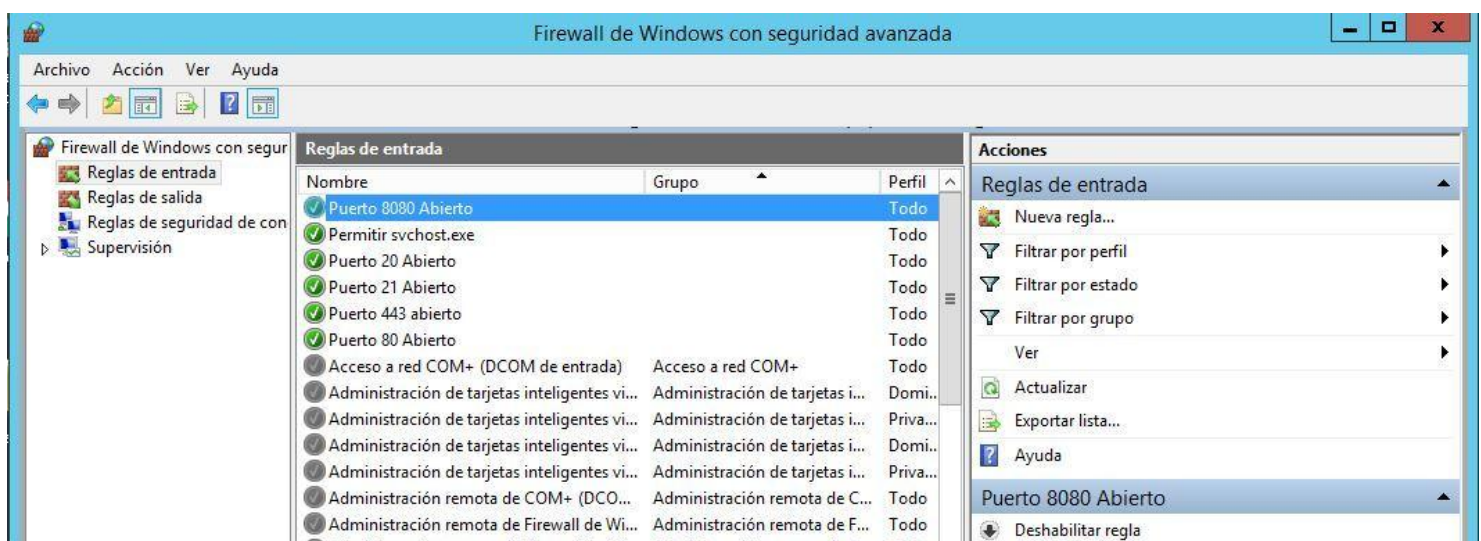 Firewall de Windows con seguridad avanzada
Archivo Acción Ver Ayuda
Firewall de Windows con segur
Reglas de entrada
Reglas de salida
Reglas de seguridad de con
Supervisión
Reglas de entrada
Nombre Grupo Perfil
Puerto 8080 Abierto Todo
Permitir svchost.exe Todo
Puerto 20 Abierto Todo
Puerto 21 Abierto Todo
Puerto 443 abierto Todo
Puerto 80 Abierto Todo
Acceso a red COM+ (DCOM de entrada) Acceso a red COM+ Todo
Administración de tarjetas inteligentes vi... Administración de tarjetas i... Domi...
Administración de tarjetas inteligentes vi... Administración de tarjetas i... Priva...
Administración de tarjetas inteligentes vi... Administración de tarjetas i... Domi...
Administración de tarjetas inteligentes vi... Administración de tarjetas i... Priva...
Administración remota de COM+ (DCO... Administración remota de C... Todo
Administración remota de Firewall de Wi... Administración remota de F... Todo
Acciones
Reglas de entrada
Nueva regla...
Filtrar por perfil
Filtrar por estado
Filtrar por grupo
Ver
Actualizar
Exportar lista...
Ayuda
Puerto 8080 Abierto
Deshabilitar regla